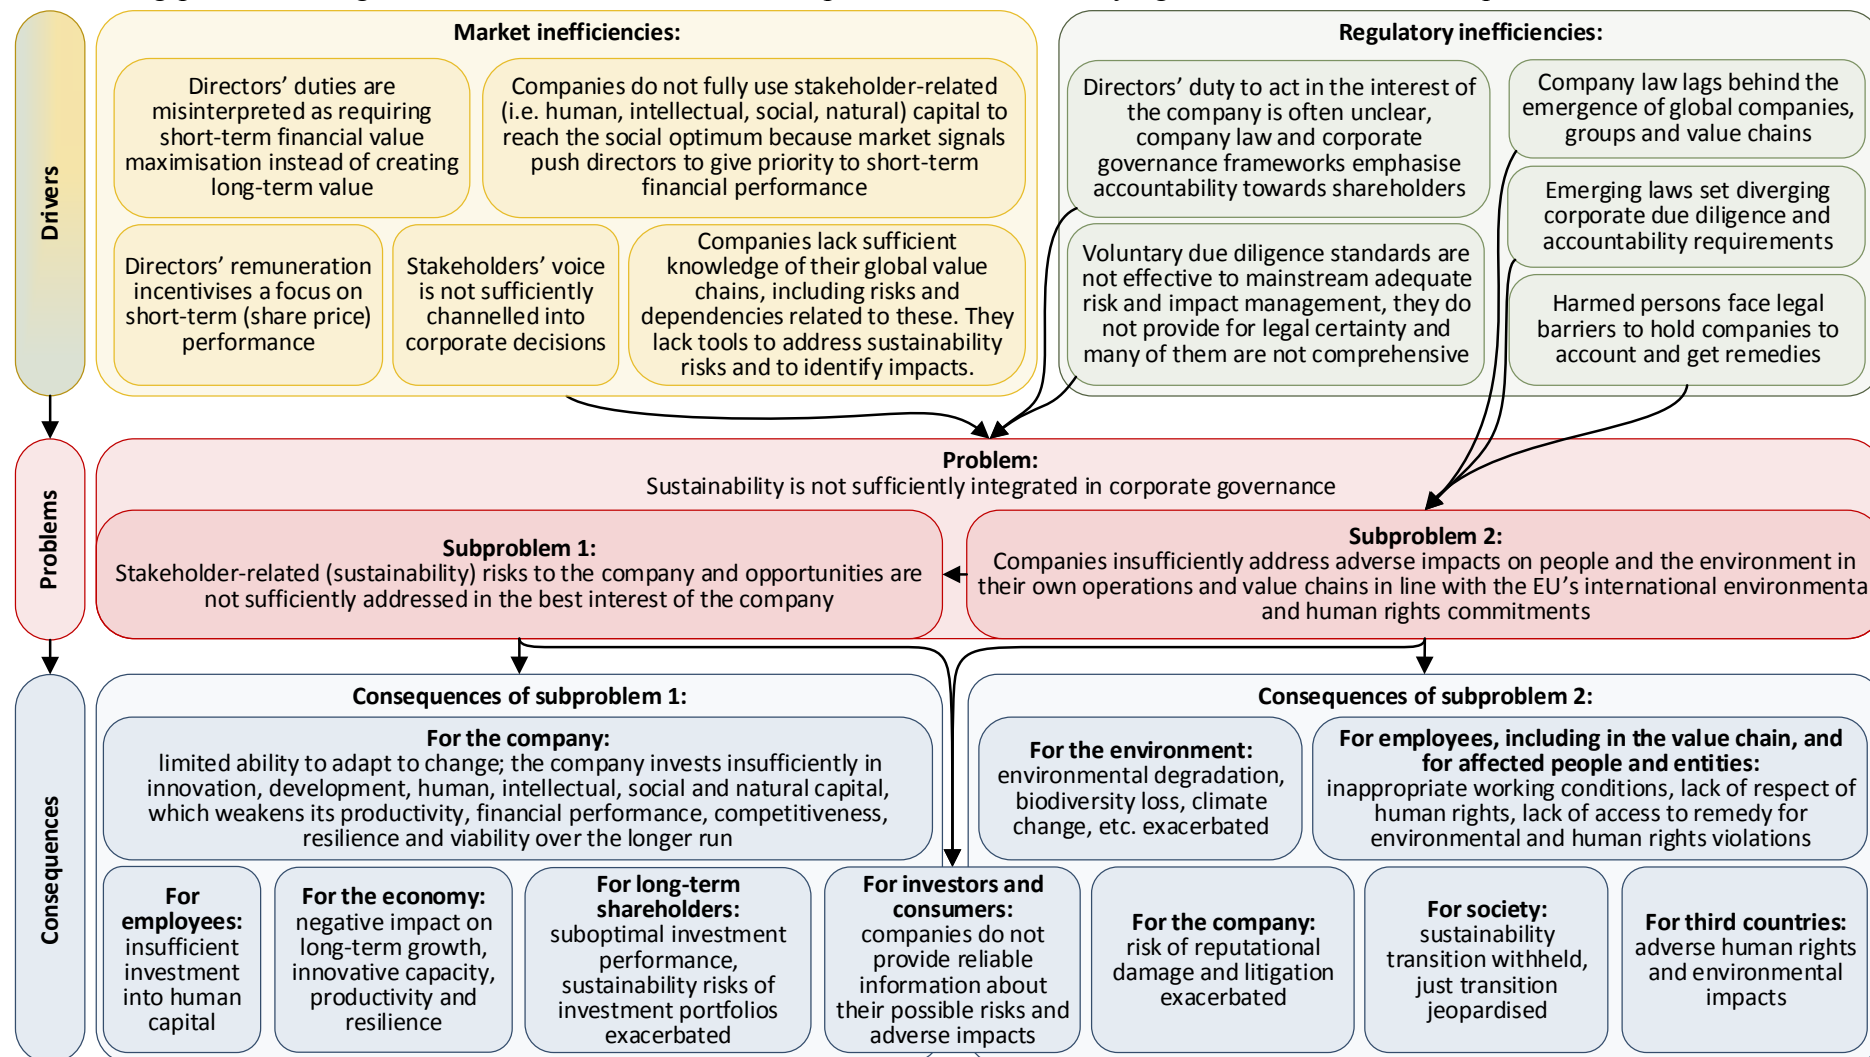 Drivers
Market inefficiencies:
Directors’ duties are
misinterpreted as requiring
short-term financial value
maximisation instead of creating
long-term value
Companies do not fully use stakeholder-related
(i.e. human, intellectual, social, natural) capital to
reach the social optimum because market signals
push directors to give priority to short-term
financial performance
Directors’ remuneration
incentivises a focus on
short-term (share price)
performance
Stakeholders’ voice
is not sufficiently
channelled into
corporate decisions
Companies lack sufficient
knowledge of their global value
chains, including risks and
dependencies related to these. They
lack tools to address sustainability
risks and to identify impacts.
Regulatory inefficiencies:
Directors’ duty to act in the interest of
the company is often unclear,
company law and corporate
governance frameworks emphasise
accountability towards shareholders
Voluntary due diligence standards are
not effective to mainstream adequate
risk and impact management, they do
not provide for legal certainty and
many of them are not comprehensive
Company law lags behind the
emergence of global companies,
groups and value chains
Emerging laws set diverging
corporate due diligence and
accountability requirements
Harmed persons face legal
barriers to hold companies to
account and get remedies
Problems
Problem:
Sustainability is not sufficiently integrated in corporate governance
Subproblem 1:
Stakeholder-related (sustainability) risks to the company and opportunities are
not sufficiently addressed in the best interest of the company
Subproblem 2:
Companies insufficiently address adverse impacts on people and the environment in
their own operations and value chains in line with the EU’s international environmenta
and human rights commitments
Consequences
Consequences of subproblem 1:
For the company:
limited ability to adapt to change; the company invests insufficiently in
innovation, development, human, intellectual, social and natural capital,
which weakens its productivity, financial performance, competitiveness,
resilience and viability over the longer run
For
employees:
insufficient
investment
into human
capital
For the economy:
negative impact on
long-term growth,
innovative capacity,
productivity and
resilience
For long-term
shareholders:
suboptimal investment
performance,
sustainability risks of
investment portfolios
exacerbated
For investors and
consumers:
companies do not
provide reliable
information about
their possible risks and
adverse impacts
Consequences of subproblem 2:
For the environment:
environmental degradation,
biodiversity loss, climate
change, etc. exacerbated
For employees, including in the value chain, and
for affected people and entities:
inappropriate working conditions, lack of respect of
human rights, lack of access to remedy for
environmental and human rights violations
For the company:
risk of reputational
damage and litigation
exacerbated
For society:
sustainability
transition withheld,
just transition
jeopardised
For third countries:
adverse human rights
and environmental
impacts